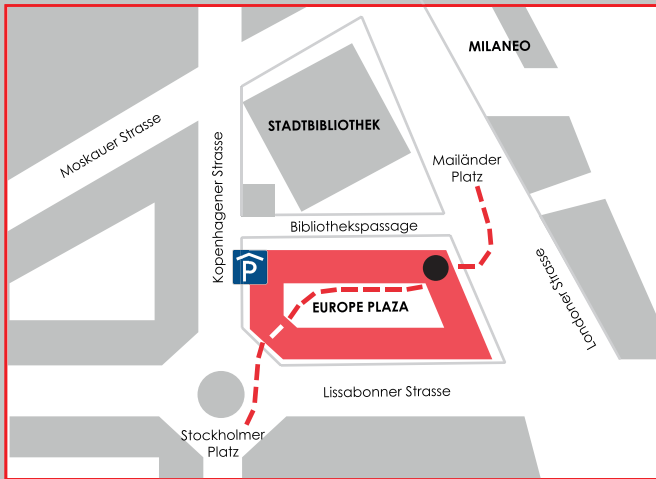 MILANEO
STADTBIBLIOTHEK
Moskauer Strasse
Kopenhagener Strasse
Mailänder
Platz
Bibliothekspassage
P
EUROPE PLAZA
Londoner Strasse
Lissabonner Strasse
Stockholmer
Platz